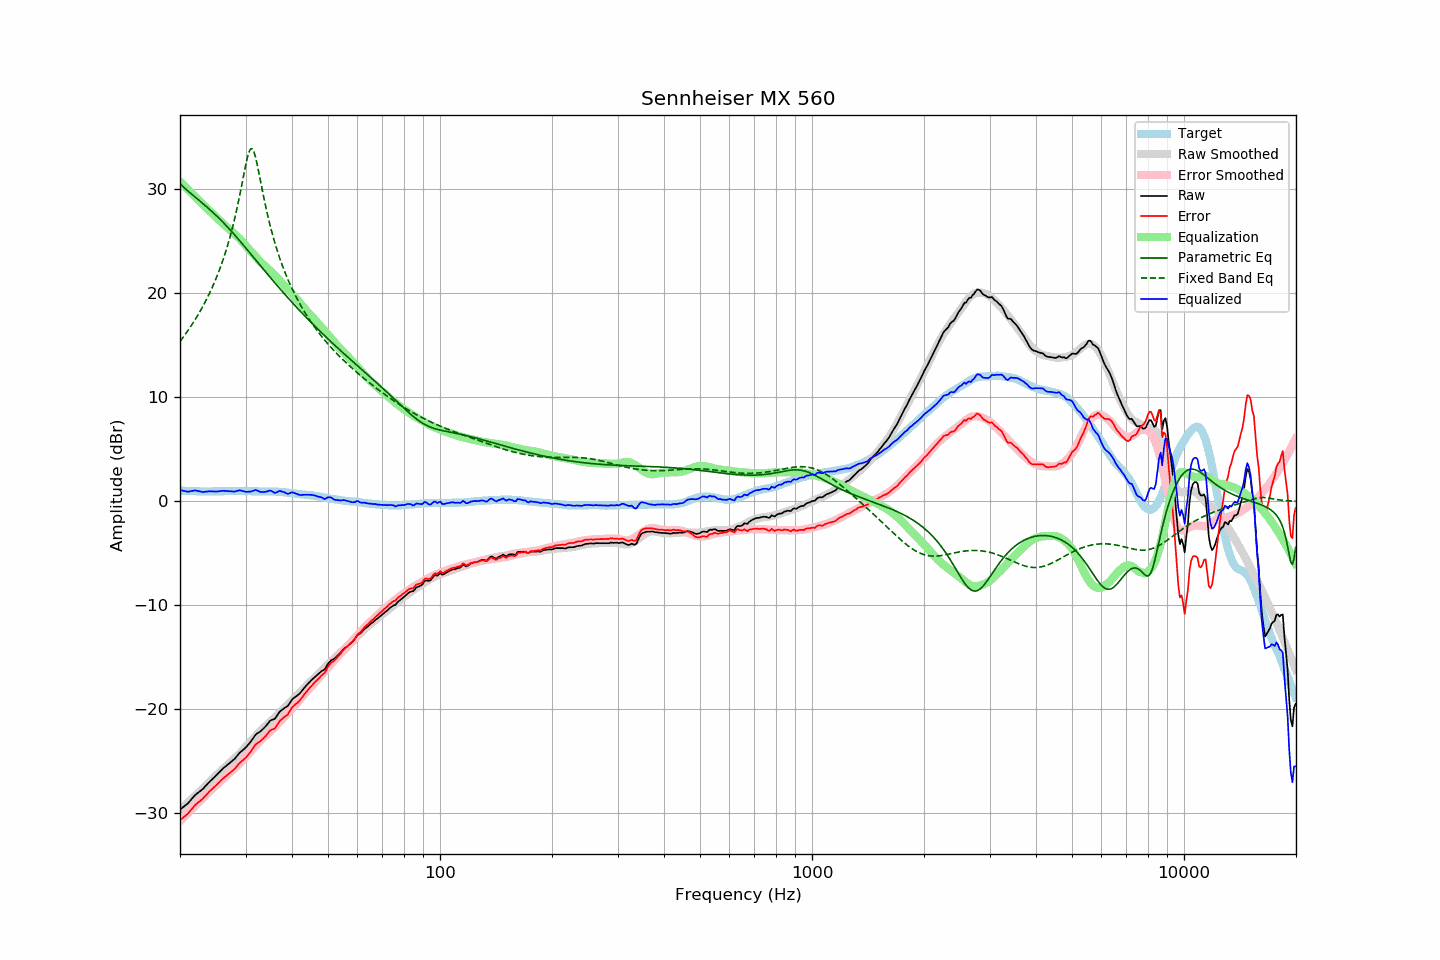 Sennheiser MX 560
Target
Raw Smoothed
Error Smoothed
Raw
Error
Equalization
Parametric Eq
Fixed Band Eq
Equalized
30
20
10
0
−10
−20
−30
Amplitude (dBr)
100
1000
10000
Frequency (Hz)